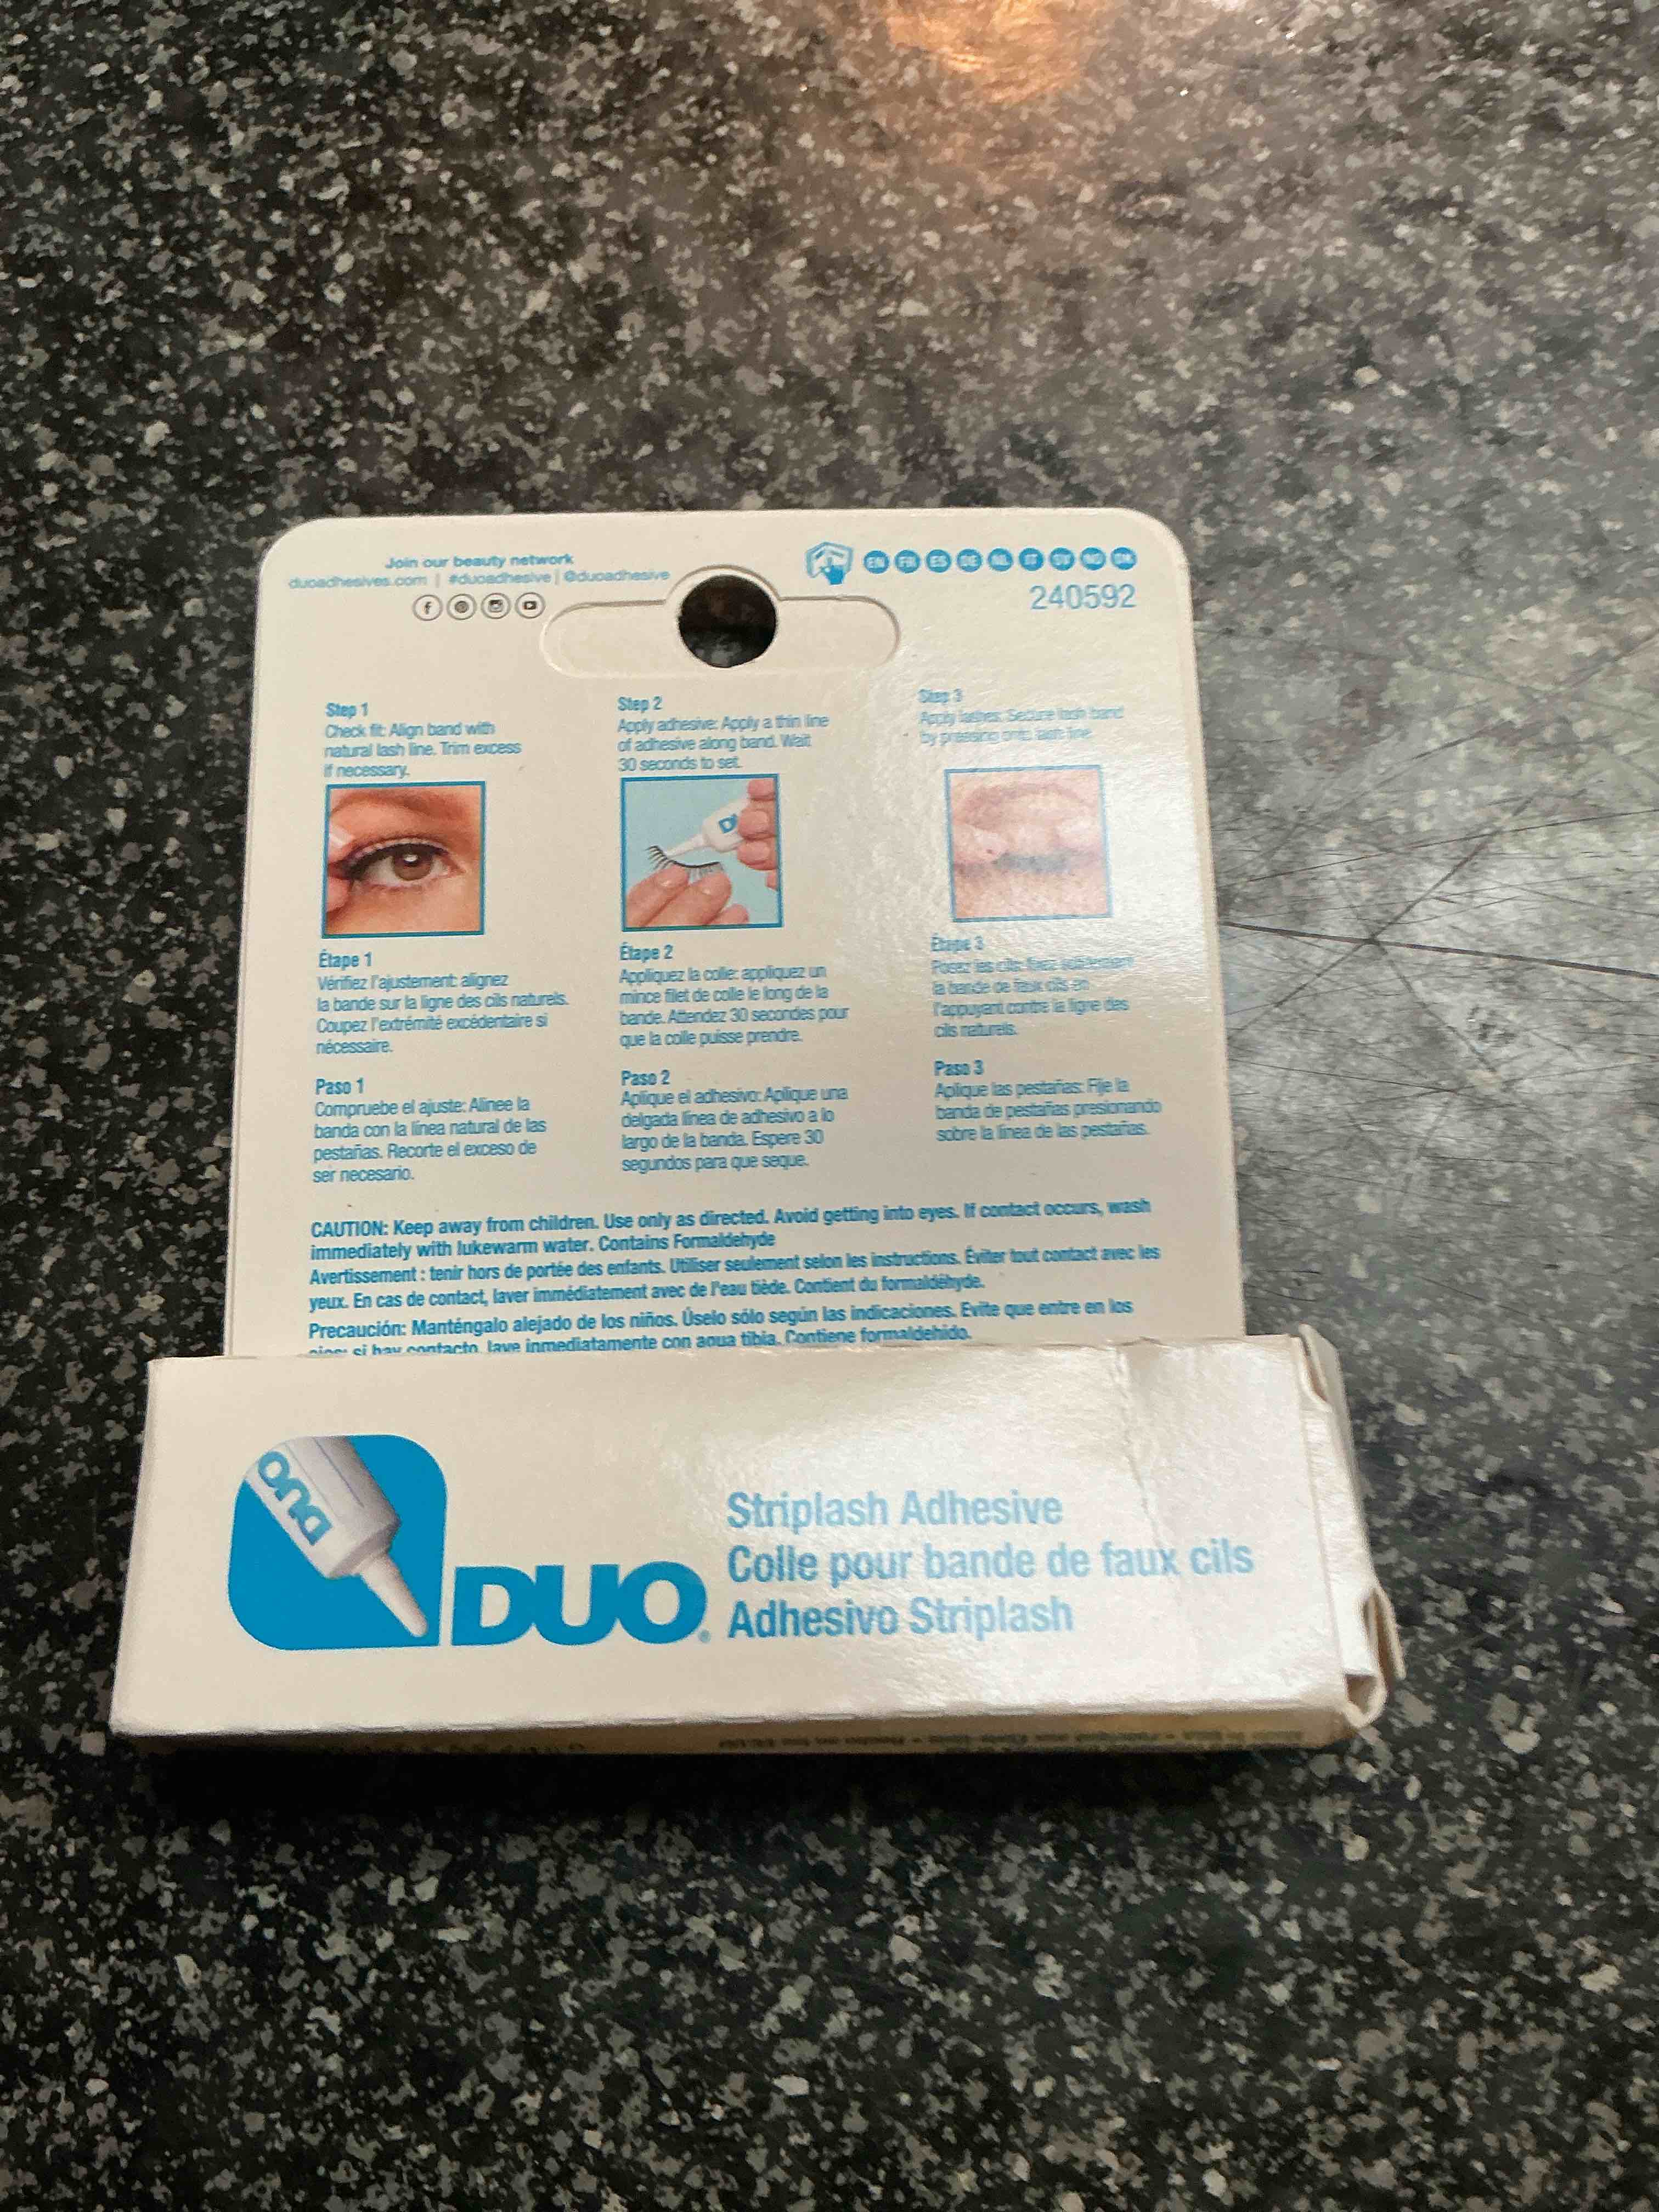 Join our beauty network
duoadhesives.com | #duoadhesive | @duoadhesive
EN FR ES DE NL IT SV NO DK
240592
Step 1
Check fit: Align band with
natural lash line. Trim excess
if necessary.
Step 2
Apply adhesive: Apply a thin line
of adhesive along band. Wait
30 seconds to set.
Step 3
Apply lashes: Secure lash band
by pressing onto lash line.
Étape 1
Vérifiez l'ajustement: alignez
la bande sur la ligne des cils naturels.
Coupez l'extrémité excédentaire si
nécessaire.
Étape 2
Appliquez la colle: appliquez un
mince filet de colle le long de la
bande. Attendez 30 secondes pour
que la colle puisse prendre.
Étape 3
Posez les cils: fixez
la bande de faux cils en
l'appuyant contre la ligne des
cils naturels.
Paso 1
Compruebe el ajuste: Alinee la
banda con la línea natural de las
pestañas. Recorte el exceso de
ser necesario.
Paso 2
Aplique el adhesivo: Aplique una
delgada línea de adhesivo a lo
largo de la banda. Espere 30
segundos para que seque.
Paso 3
Aplique las pestañas: Fije la
banda de pestañas presionando
sobre la línea de las pestañas.
CAUTION: Keep away from children. Use only as directed. Avoid getting into eyes. If contact occurs, wash
immediately with lukewarm water. Contains Formaldehyde
Avertissement : tenir hors de portée des enfants. Utiliser seulement selon les instructions. Éviter tout contact avec les
yeux. En cas de contact, laver immédiatement avec de l'eau tiède. Contient du formaldéhyde.
Precaución: Manténgalo alejado de los niños. Úselo sólo según las indicaciones. Evite que entre en los
ojos; si hay contacto, lave inmediatamente con agua tibia. Contiene formaldehido.
DUO
DUO
Striplash Adhesive
Colle pour bande de faux cils
Adhesivo Striplash